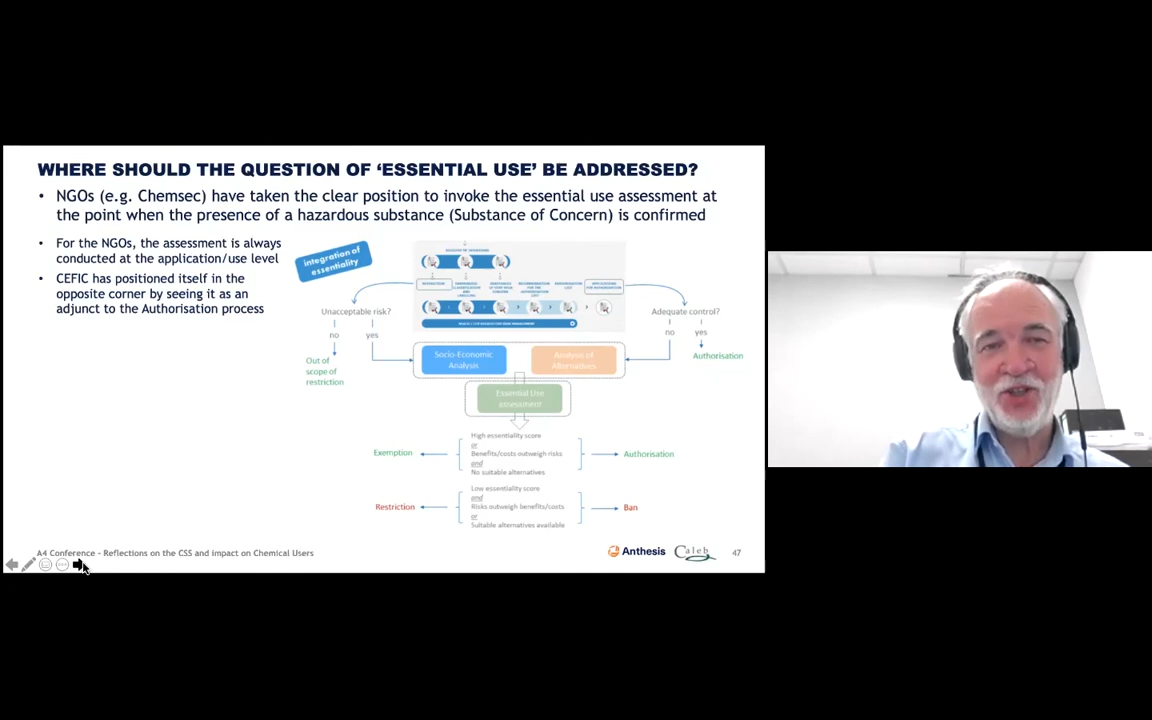 WHERE SHOULD THE QUESTION OF ‘ESSENTIAL USE’ BE ADDRESSED?
• NGOs (e.g. Chemsec) have taken the clear position to invoke the essential use assessment at
the point when the presence of a hazardous substance (Substance of Concern) is confirmed
• For the NGOs, the assessment is always
conducted at the application/use level
• CEFIC has positioned itself in the
opposite corner by seeing it as an
adjunct to the Authorisation process
integration of
essentiality
Unacceptable risk?
no
yes
Out of
scope of
restriction
Adequate control?
no
yes
Authorisation
Socio-Economic
Analysis
Analysis of
Alternatives
Essential Use
assessment
High essentiality score
or
Benefits/costs outweigh risks
and
No suitable alternatives
Exemption
Authorisation
Low essentiality score
and
Risks outweigh benefits/costs
or
Suitable alternatives available
Restriction
Ban
A4 Conference - Reflections on the CSS and impact on Chemical Users
Anthesis
Caleb
47